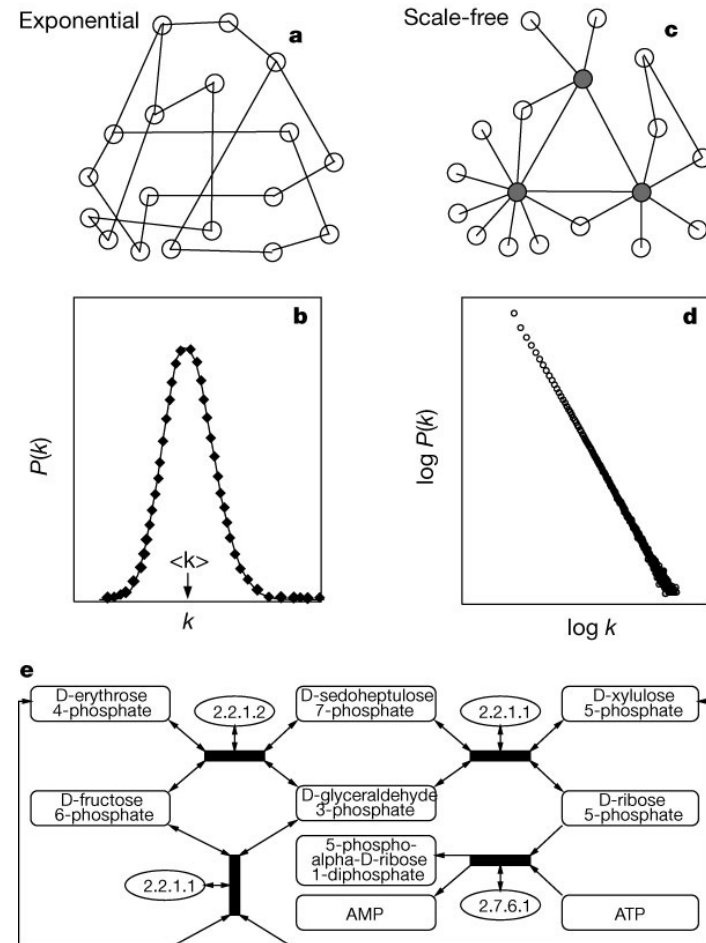 Exponential
a
Scale-free
c
b
P(k)
<k>
k
d
log P(k)
log k
e
D-erythrose
4-phosphate
2.2.1.2
D-sedoheptulose
7-phosphate
2.2.1.1
D-xylulose
5-phosphate
D-fructose
6-phosphate
D-glyceraldehyde
3-phosphate
D-ribose
5-phosphate
5-phospho-
alpha-D-ribose
1-diphosphate
2.2.1.1
AMP
2.7.6.1
ATP